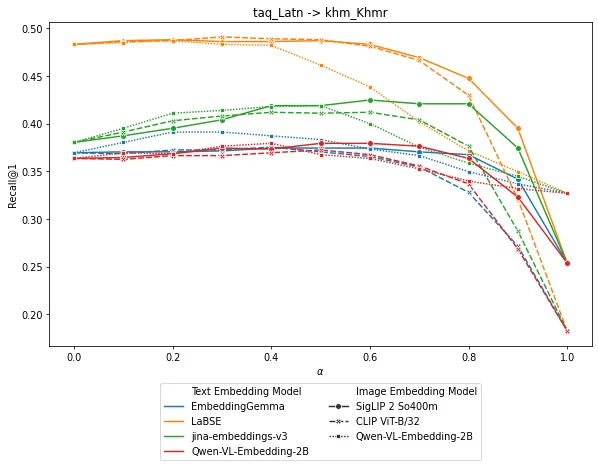 taq_Latn -> khm_Khmr
Recall@1
0.50
0.45
0.40
0.35
0.30
0.25
0.20
0.0 0.2 0.4 0.6 0.8 1.0
α
Text Embedding Model Image Embedding Model
EmbeddingGemma SigLIP 2 So400m
LaBSE CLIP ViT-B/32
jina-embeddings-v3 Qwen-VL-Embedding-2B
Qwen-VL-Embedding-2B